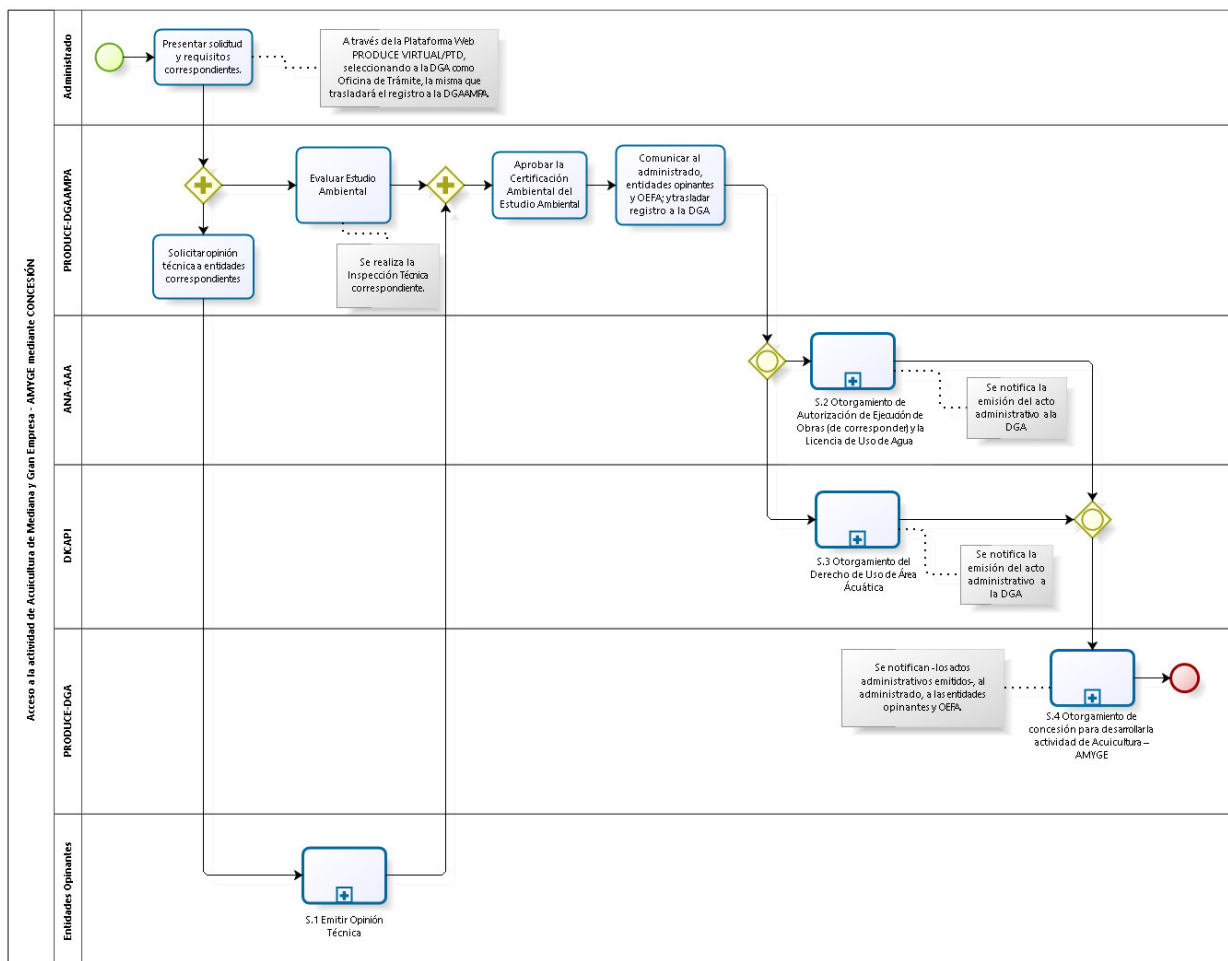 Acceso a la actividad de Acuicultura de Mediana y Gran Empresa - AMYGE mediante CONCESIÓN
Administrado
Presentar solicitud
y requisitos
correspondientes.
A través de la Plataforma Web
PRODUCE VIRTUAL/PTD,
seleccionando a la DGA como
Oficina de Trámite, la misma que
trasladará el registro a la DGAAMPA.
PRODUCE-DGAAMPA
Evaluar Estudio
Ambiental
Aprobar la
Certificación
Ambiental del
Estudio Ambiental
Comunicar al
administrado,
entidades opinantes
y OEFA; y trasladar
registro a la DGA
Solicitar opinión
técnica a entidades
correspondientes
Se realiza la
Inspección Técnica
correspondiente.
ANA-AAA
S.2 Otorgamiento de
Autorización de Ejecución de
Obras (de corresponder) y la
Licencia de Uso de Agua
Se notifica la
emisión del acto
administrativo a la
DGA
DICAPI
S.3 Otorgamiento del
Derecho de Uso de Área
Ácuática
Se notifica la
emisión del acto
administrativo a
la DGA
PRODUCE-DGA
Se notifican -los actos
administrativos emitidos-, al
administrado, a las entidades
opinantes y OEFA.
S.4 Otorgamiento de
concesión para desarrollar la
actividad de Acuicultura –
AMYGE
Entidades Opinantes
S.1 Emitir Opinión
Técnica